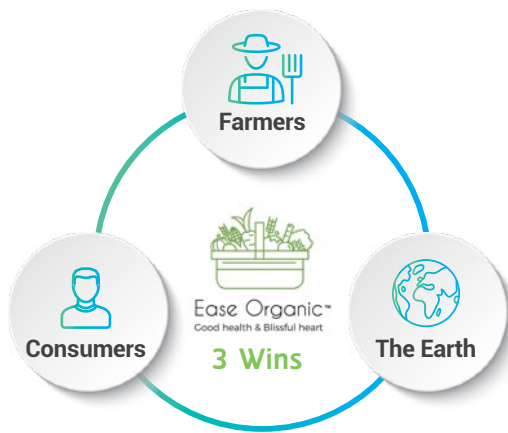 Farmers
Ease Organic™
Good health & Blissful heart
3 Wins
Consumers
The Earth